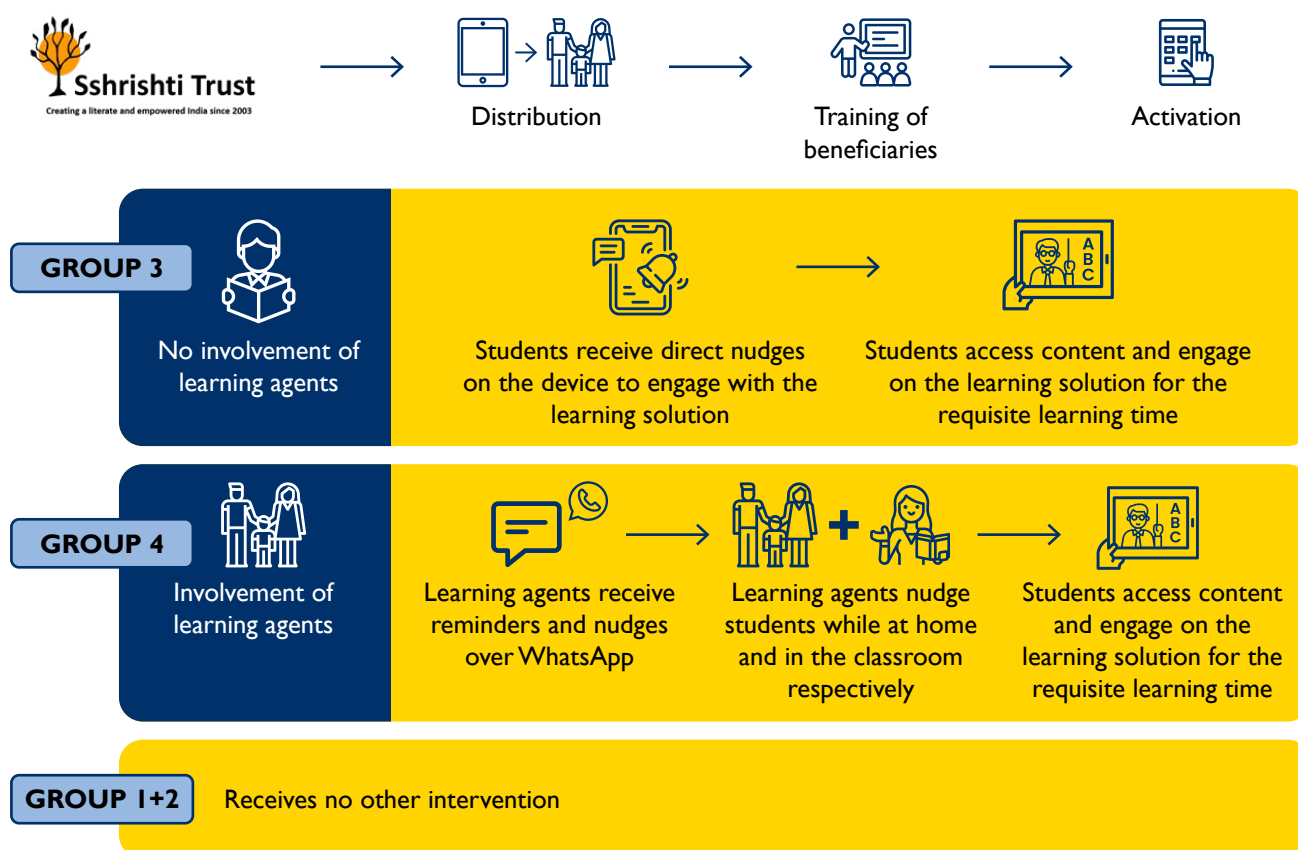 Sshrishti Trust
Creating a literate and empowered India since 2003
Distribution
Training of
beneficiaries
Activation
GROUP 3
No involvement of
learning agents
Students receive direct nudges
on the device to engage with the
learning solution
A
B
C
Students access content and engage
on the learning solution for the
requisite learning time
GROUP 4
Involvement of
learning agents
Learning agents receive
reminders and nudges
over WhatsApp
Learning agents nudge
students while at home
and in the classroom
respectively
A
B
C
Students access content
and engage on the
learning solution for the
requisite learning time
GROUP 1+2
Receives no other intervention